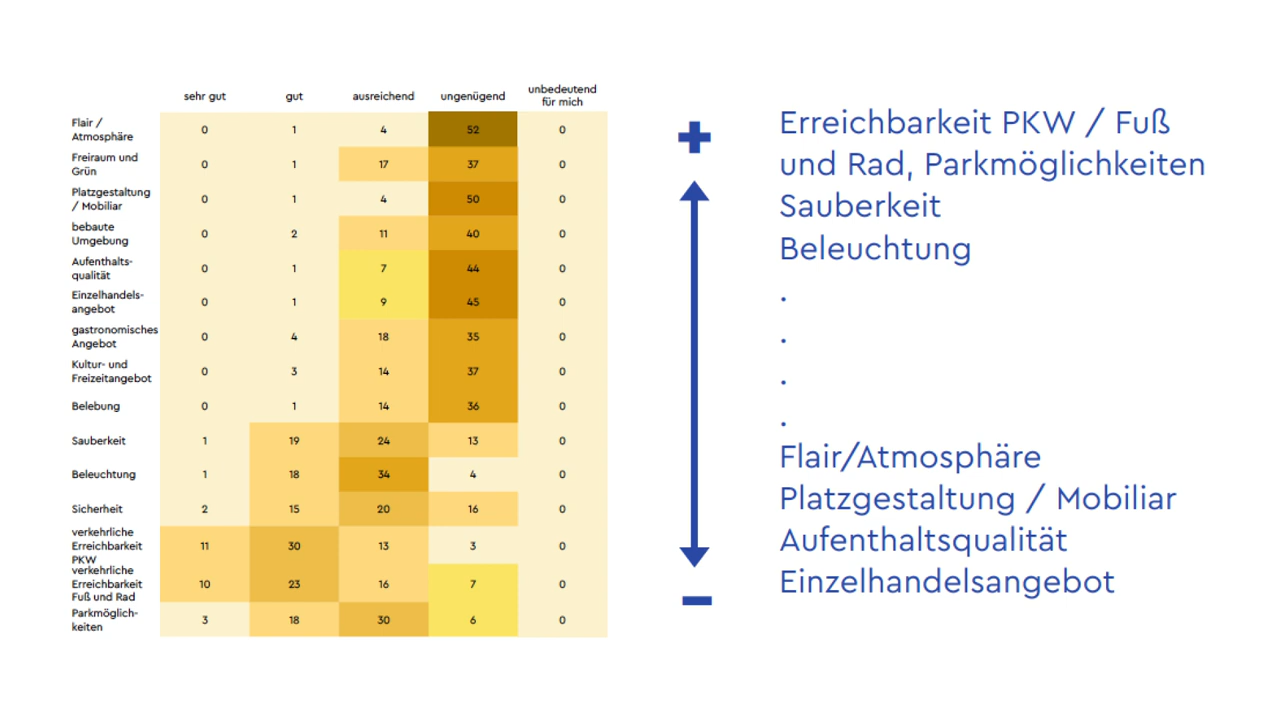 sehr gut gut ausreichend ungenügend unbedeutend
für mich
Flair /
Atmosphäre 0 1 4 52 0
Freiraum und
Grün 0 1 17 37 0
Platzgestaltung
/ Mobiliar 0 1 4 50 0
bebaute
Umgebung 0 2 11 40 0
Aufenthalts-
qualität 0 1 7 44 0
Einzelhandels-
angebot 0 1 9 45 0
gastronomisches
Angebot 0 4 18 35 0
Kultur- und
Freizeitangebot 0 3 14 37 0
Belebung 0 1 14 36 0
Sauberkeit 1 19 24 13 0
Beleuchtung 1 18 34 4 0
Sicherheit 2 15 20 16 0
verkehrliche
Erreichbarkeit 11 30 13 3 0
PKW
verkehrliche
Erreichbarkeit 10 23 16 7 0
Fuß und Rad
Parkmöglich-
keiten 3 18 30 6 0
+
Erreichbarkeit PKW / Fuß
und Rad, Parkmöglichkeiten
Sauberkeit
Beleuchtung
.
.
.
.
Flair/Atmosphäre
Platzgestaltung / Mobiliar
Aufenthaltsqualität
Einzelhandelsangebot
–